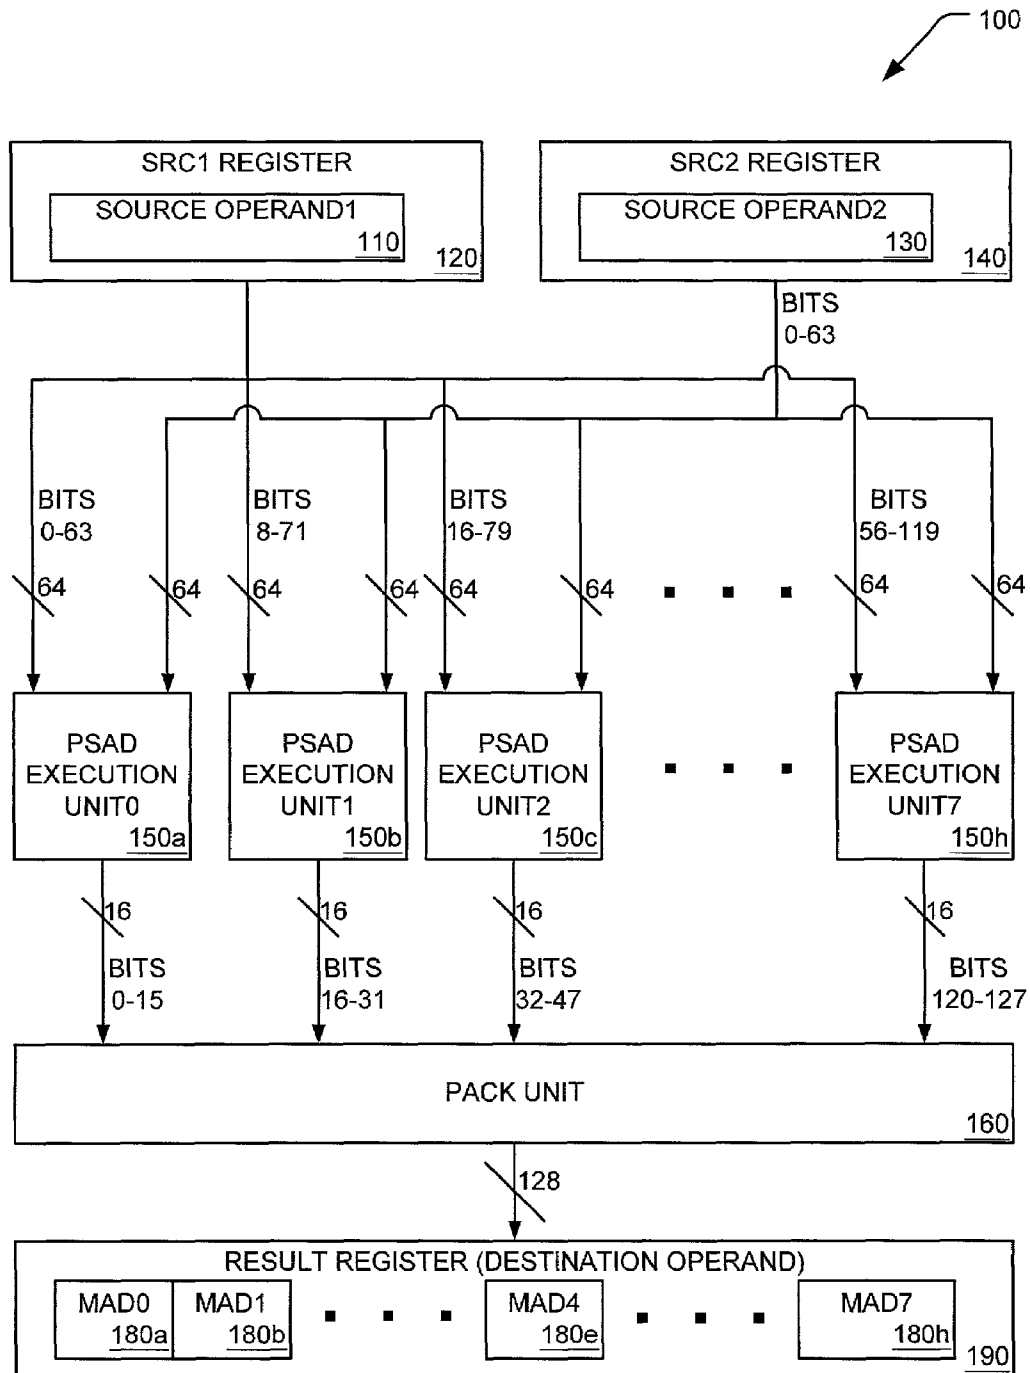 100
SRC1 REGISTER
SOURCE OPERAND1
110
120
SRC2 REGISTER
SOURCE OPERAND2
130
140
BITS
0-63
BITS
0-63
BITS
8-71
BITS
16-79
BITS
56-119
64
64
64
64
64
64
64
64
PSAD
EXECUTION
UNIT0
150a
PSAD
EXECUTION
UNIT1
150b
PSAD
EXECUTION
UNIT2
150c
PSAD
EXECUTION
UNIT7
150h
16
16
16
16
BITS
0-15
BITS
16-31
BITS
32-47
BITS
120-127
PACK UNIT
160
128
RESULT REGISTER (DESTINATION OPERAND)
MAD0
180a
MAD1
180b
MAD4
180e
MAD7
180h
190